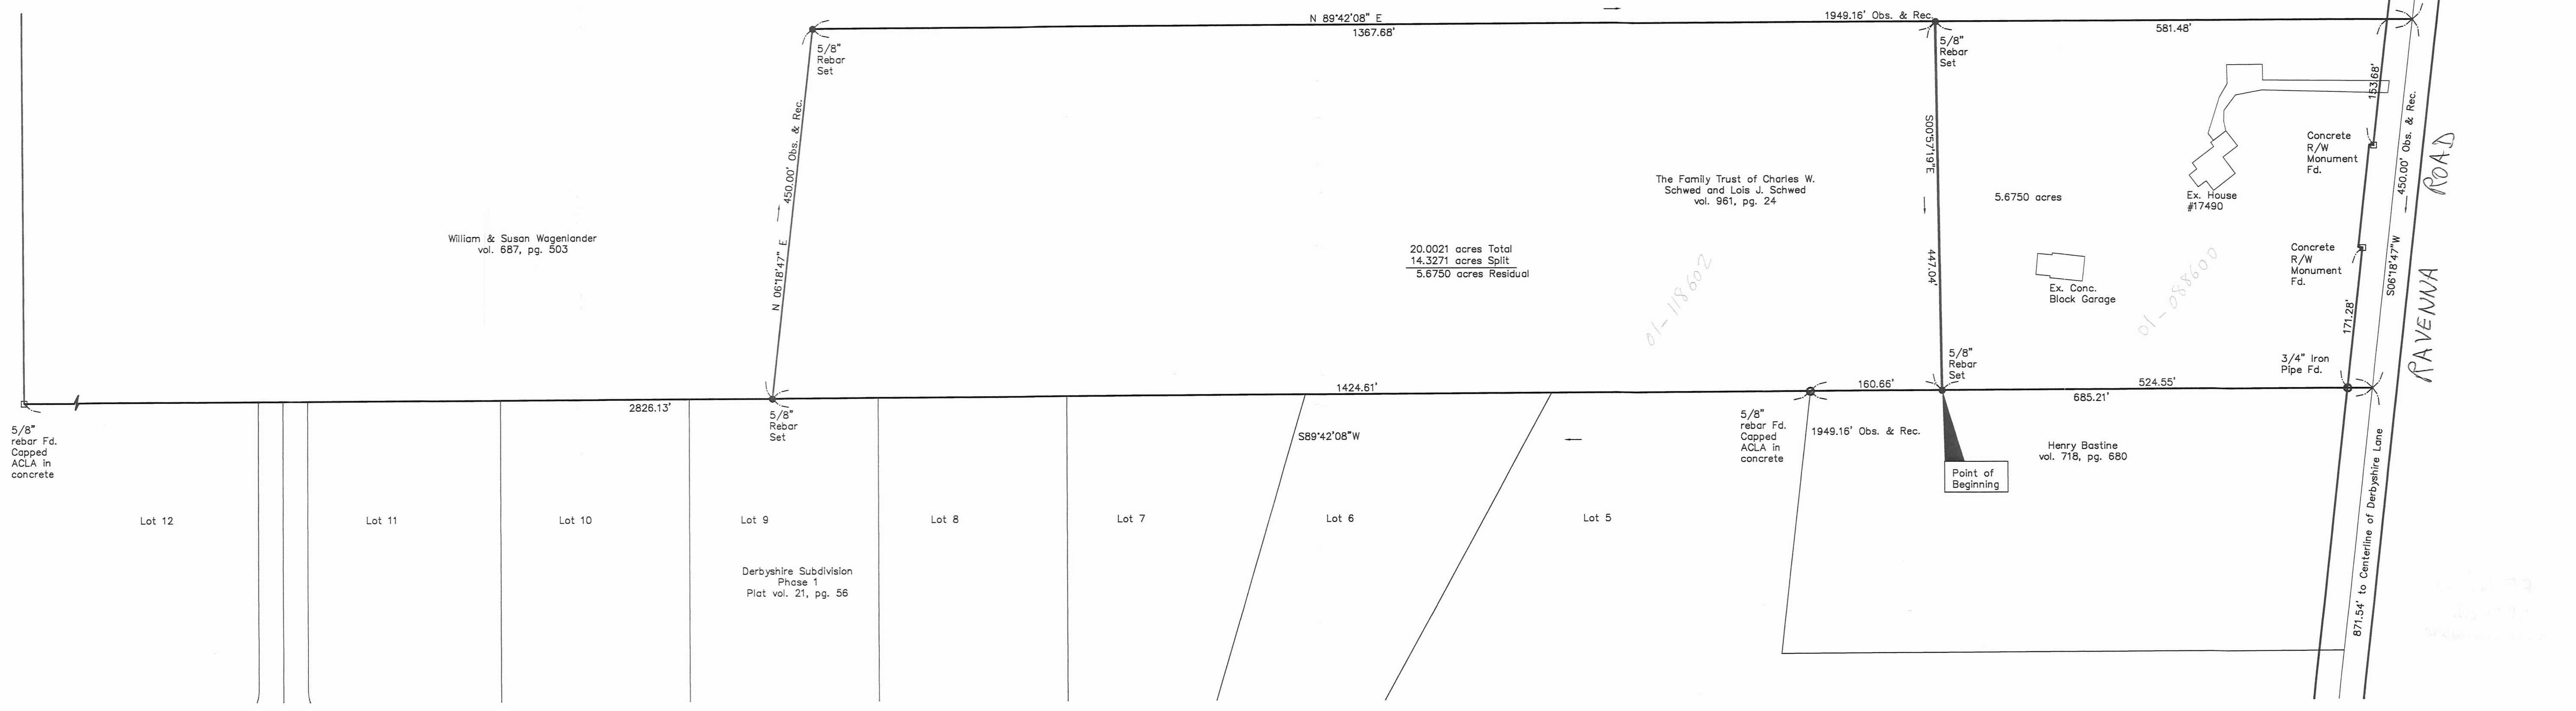 N 89°42'08" E
1367.68'
1949.16' Obs. & Rec.
581.48'
5/8"
Rebar
Set
5/8"
Rebar
Set
N 06°18'47" E
450.00' Obs. & Rec.
S00°57'19"E
447.04'
153.68'
Concrete
R/W
Monument
Fd.
450.00' Obs. & Rec.
S06°18'47"W
ROAD
RAVENNA
The Family Trust of Charles W.
Schwed and Lois J. Schwed
vol. 961, pg. 24
5.6750 acres
Ex. House
#17490
William & Susan Wagenlander
vol. 687, pg. 503
20.0021 acres Total
14.3271 acres Split
5.6750 acres Residual
01-118602
01-088600
Concrete
R/W
Monument
Fd.
Ex. Conc.
Block Garage
171.28'
3/4" Iron
Pipe Fd.
5/8"
Rebar
Set
2826.13'
1424.61'
160.66'
524.55'
685.21'
5/8"
rebar Fd.
Capped
ACLA in
concrete
5/8"
Rebar
Set
S89°42'08"W
5/8"
rebar Fd.
Capped
ACLA in
concrete
1949.16' Obs. & Rec.
Henry Bastine
vol. 718, pg. 680
Point of
Beginning
871.54' to Centerline of Derbyshire Lane
Lot 12
Lot 11
Lot 10
Lot 9
Lot 8
Lot 7
Lot 6
Lot 5
Derbyshire Subdivision
Phase 1
Plat vol. 21, pg. 56